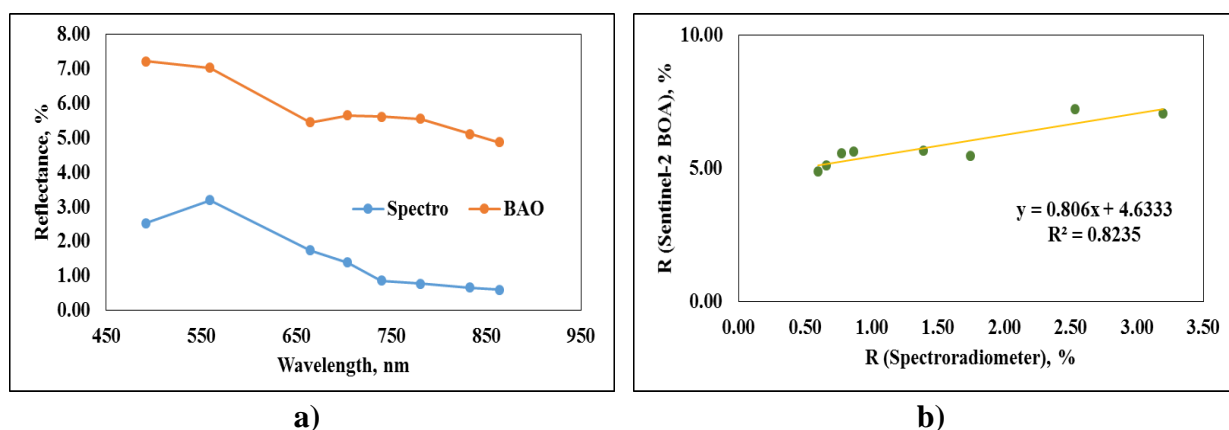 8.00
7.00
6.00
5.00
4.00
3.00
2.00
1.00
0.00
Reflectance, %
Spectro BAO
450 550 650 750 850 950
Wavelength, nm
a)
10.00
5.00
0.00
R (Sentinel-2 BOA), %
y = 0.806x + 4.6333
R² = 0.8235
0.00 0.50 1.00 1.50 2.00 2.50 3.00 3.50
R (Spectroradiometer), %
b)